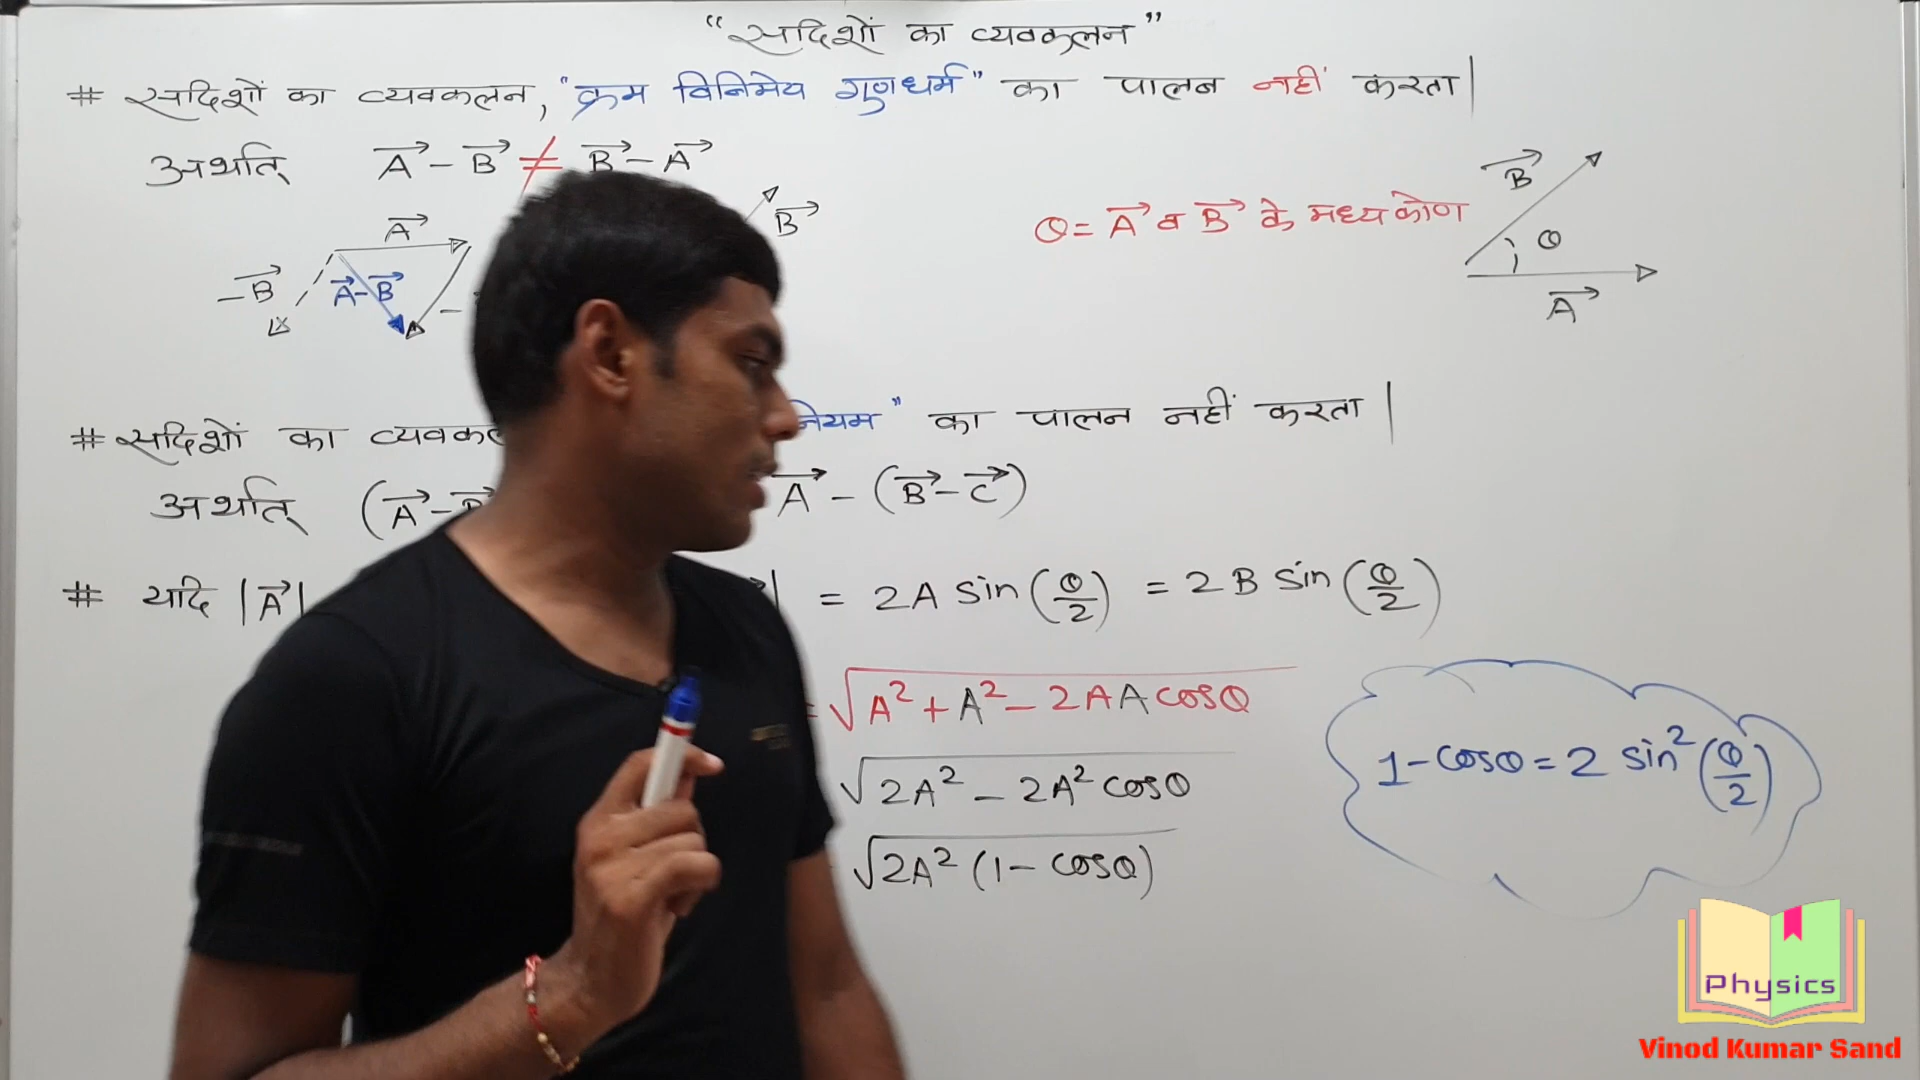 “सदिशों का व्यवकलन”
# सदिशों का व्यवकलन, “क्रम विनिमेय गुणधर्म” का पालन नहीं करता|
अर्थात् A⃗ - B⃗ ≠ B⃗ - A⃗
A⃗
-B⃗
A⃗-B⃗
-
B⃗
θ = A⃗ व B⃗ के मध्य कोण
B⃗
θ
A⃗
# सदिशों का नियम” का पालन नहीं करता|
अर्थात् (A⃗ - A⃗ - (B⃗ - C⃗)
# यदि |A⃗| | = 2A sin(θ/2) = 2B sin(θ/2)
= √A² + A² - 2AA cosθ
√2A² - 2A² cosθ
√2A² (1 - cosθ)
1 - cosθ = 2 sin² (θ/2)
Physics
Vinod Kumar Sand